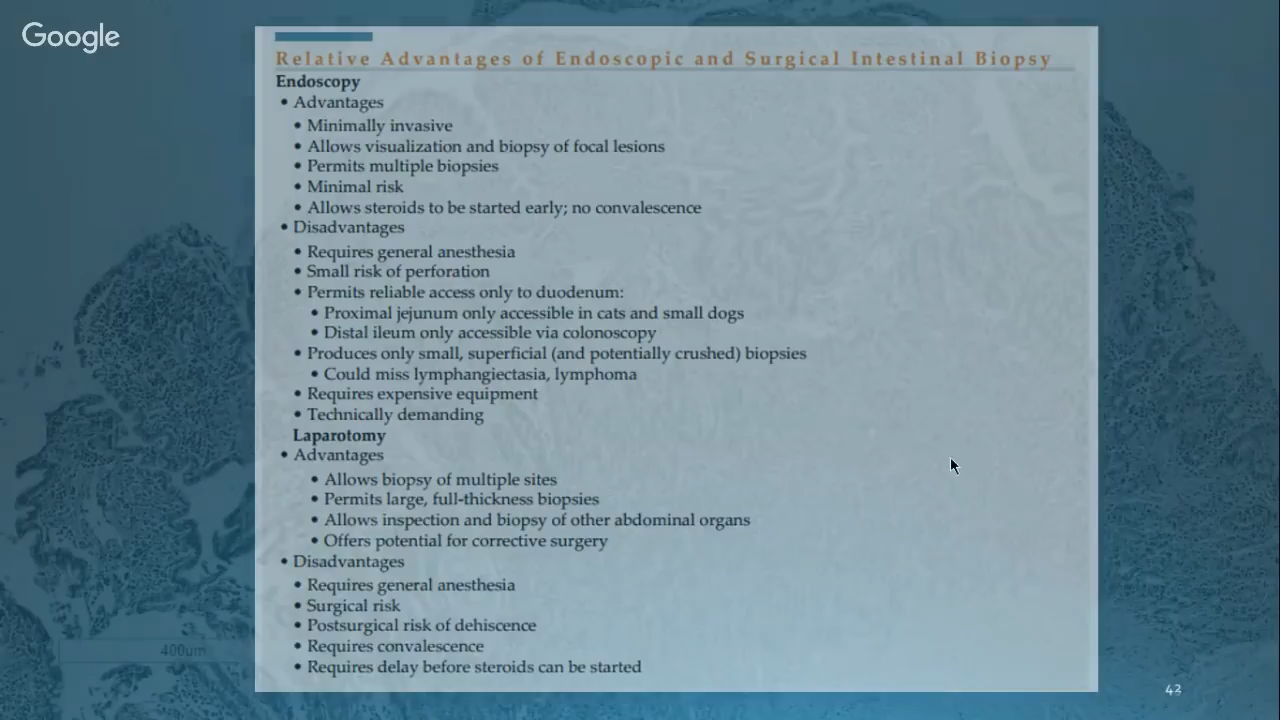 Google
Relative Advantages of Endoscopic and Surgical Intestinal Biopsy
Endoscopy
• Advantages
• Minimally invasive
• Allows visualization and biopsy of focal lesions
• Permits multiple biopsies
• Minimal risk
• Allows steroids to be started early; no convalescence
• Disadvantages
• Requires general anesthesia
• Small risk of perforation
• Permits reliable access only to duodenum:
• Proximal jejunum only accessible in cats and small dogs
• Distal ileum only accessible via colonoscopy
• Produces only small, superficial (and potentially crushed) biopsies
• Could miss lymphangiectasia, lymphoma
• Requires expensive equipment
• Technically demanding
Laparotomy
• Advantages
• Allows biopsy of multiple sites
• Permits large, full-thickness biopsies
• Allows inspection and biopsy of other abdominal organs
• Offers potential for corrective surgery
• Disadvantages
• Requires general anesthesia
• Surgical risk
• Postsurgical risk of dehiscence
• Requires convalescence
• Requires delay before steroids can be started
400um
42